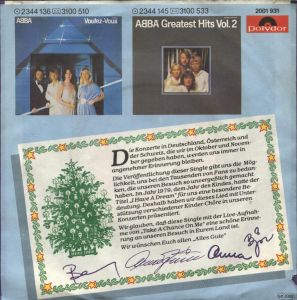 2344 136 3100 510
2344 145 3100 533
ABBA Voulez-Vous
ABBA Greatest Hits Vol. 2
Polydor
2001 931
Die Konzerte in Deutschland, Österreich und
der Schweiz, die wir im Oktober und Novem-
ber gegeben haben, werden uns immer in
angenehmer Erinnerung bleiben.
Die Veröffentlichung dieser Single gibt uns die Mög-
lichkeit, uns bei den Tausenden von Fans zu bedan-
ken, die unseren Besuch so unvergeßlich gemacht
haben. Im Jahr 1979, dem Jahr des Kindes, hatte der
Titel „I Have A Dream“ für uns eine besondere Be-
deutung. Deshalb haben wir dieses Lied mit Unter-
stützung verschiedener Kinder-Chöre in unseren
Konzerten präsentiert.
Wir glauben, daß diese Single mit der Live-Aufnah-
me von „Take A Chance On Me“ eine schöne Erinne-
rung an unseren Besuch in Eurem Land ist.
Wir wünschen Euch allen „Alles Gute“
Anna